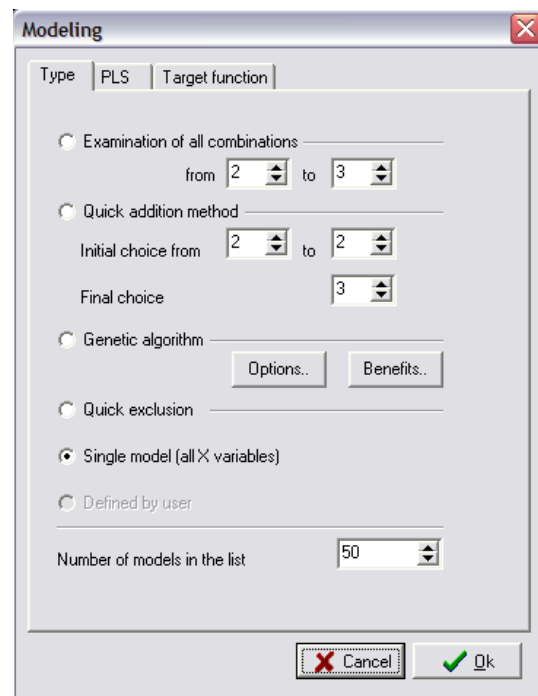 Modeling
Type PLS Target function
Examination of all combinations
from 2 to 3
Quick addition method
Initial choice from 2 to 2
Final choice 3
Genetic algorithm
Options.. Benefits..
Quick exclusion
Single model (all X variables)
Defined by user
Number of models in the list 50
Cancel Ok